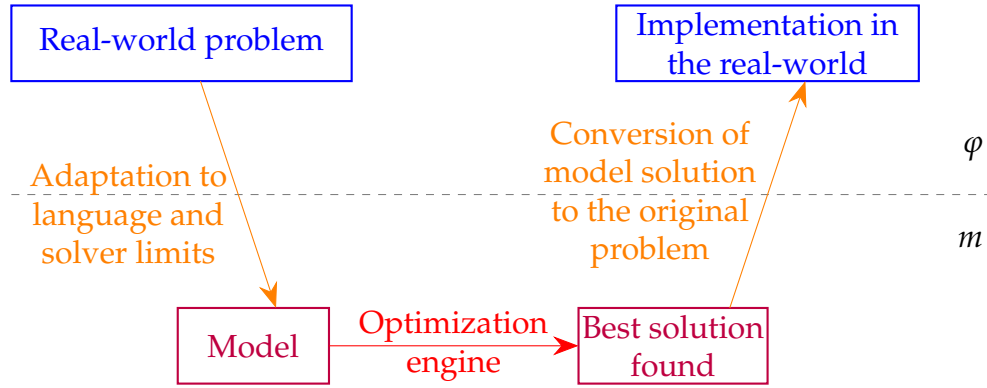 Real-world problem
Implementation in
the real-world
Adaptation to
language and
solver limits
Conversion of
model solution
to the original
problem
φ
m
Model
Optimization
engine
Best solution
found